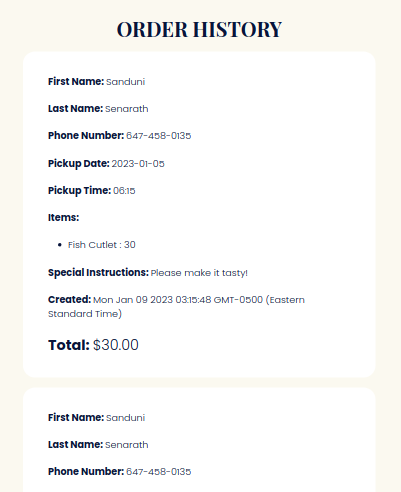 ORDER HISTORY
First Name: Sanduni
Last Name: Senarath
Phone Number: 647-458-0135
Pickup Date: 2023-01-05
Pickup Time: 06:15
Items:
• Fish Cutlet : 30
Special Instructions: Please make it tasty!
Created: Mon Jan 09 2023 03:15:48 GMT-0500 (Eastern
Standard Time)
Total: $30.00
First Name: Sanduni
Last Name: Senarath
Phone Number: 647-458-0135